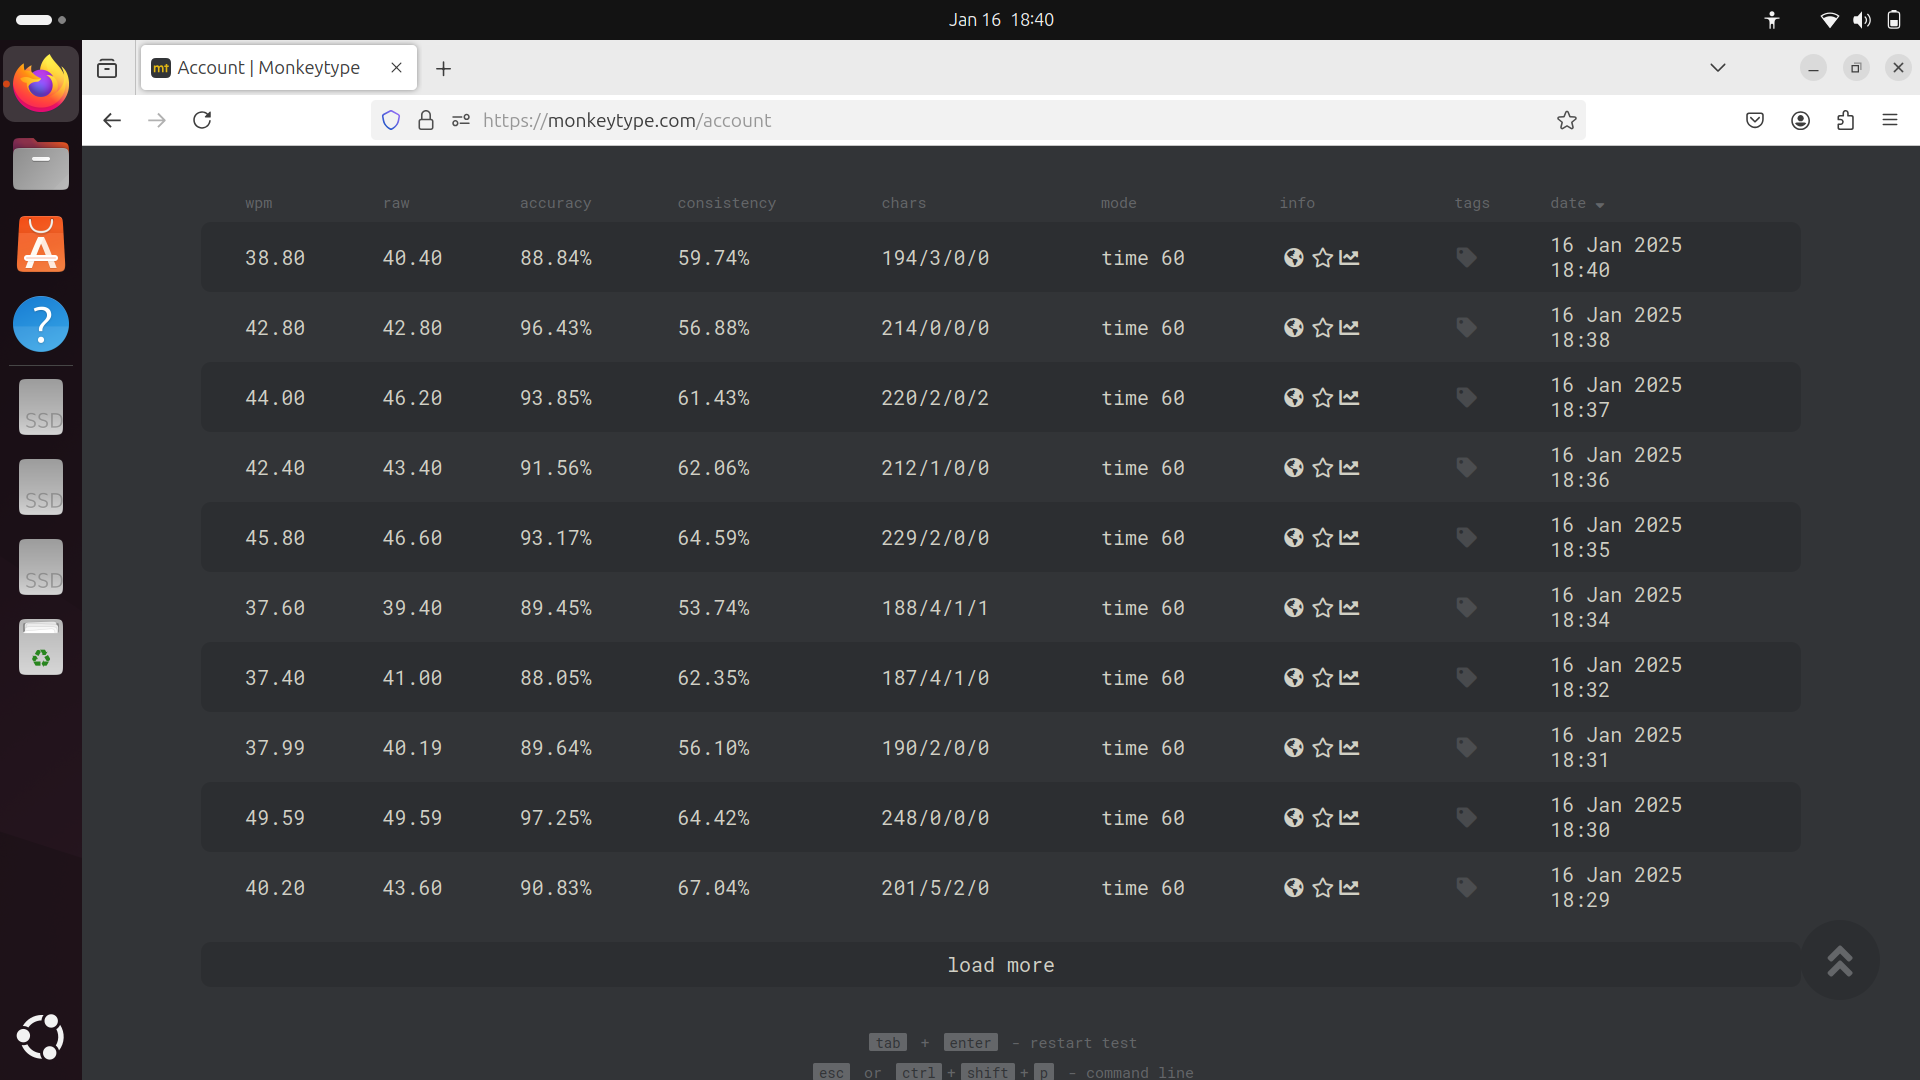 Jan 16 18:40
mt Account | Monkeytype
https://monkeytype.com/account
wpm raw accuracy consistency chars mode info tags date
38.80 40.40 88.84% 59.74% 194/3/0/0 time 60 16 Jan 2025
18:40
42.80 42.80 96.43% 56.88% 214/0/0/0 time 60 16 Jan 2025
18:38
44.00 46.20 93.85% 61.43% 220/2/0/2 time 60 16 Jan 2025
18:37
42.40 43.40 91.56% 62.06% 212/1/0/0 time 60 16 Jan 2025
18:36
45.80 46.60 93.17% 64.59% 229/2/0/0 time 60 16 Jan 2025
18:35
37.60 39.40 89.45% 53.74% 188/4/1/1 time 60 16 Jan 2025
18:34
37.40 41.00 88.05% 62.35% 187/4/1/0 time 60 16 Jan 2025
18:32
37.99 40.19 89.64% 56.10% 190/2/0/0 time 60 16 Jan 2025
18:31
49.59 49.59 97.25% 64.42% 248/0/0/0 time 60 16 Jan 2025
18:30
40.20 43.60 90.83% 67.04% 201/5/2/0 time 60 16 Jan 2025
18:29
load more
tab + enter - restart test
esc or ctrl + shift + p - command line
SSD
SSD
SSD